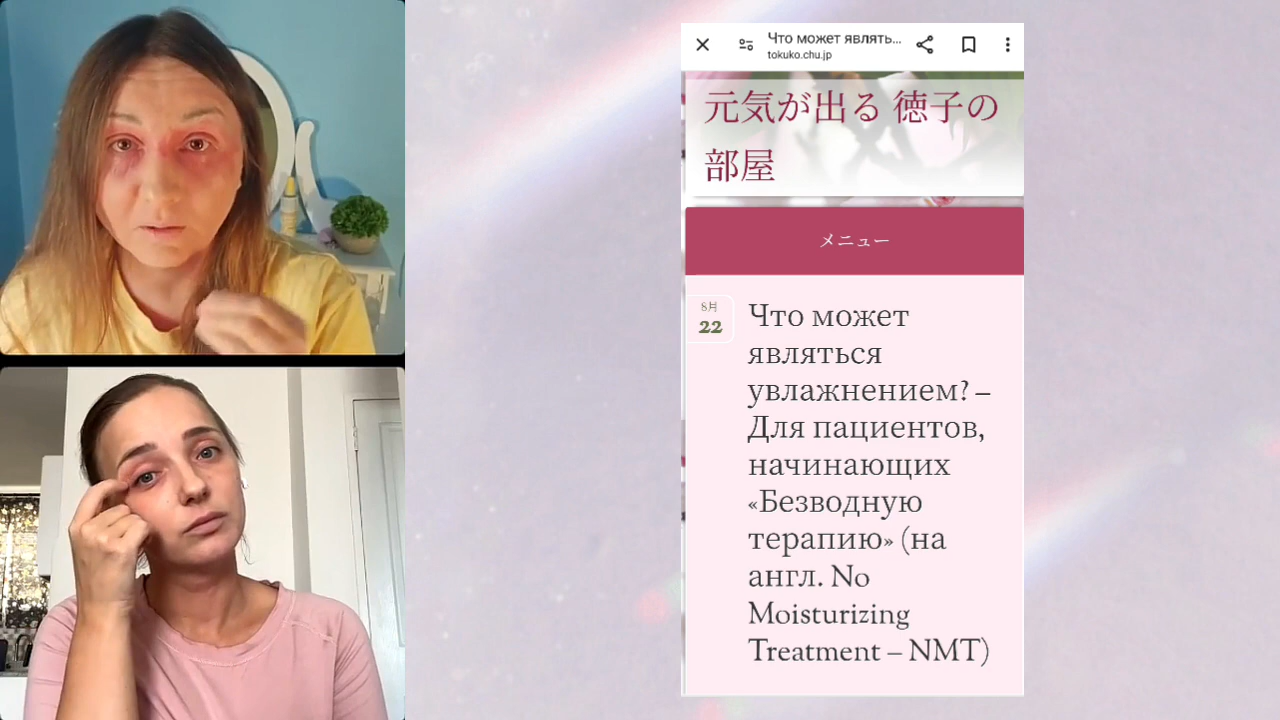 Что может являть...
tokuko.chu.jp
元気が出る 徳子の
部屋
メニュー
8月
22
Что может
являться
увлажнением? –
Для пациентов,
начинающих
«Безводную
терапию» (на
англ. No
Moisturizing
Treatment – NMT)